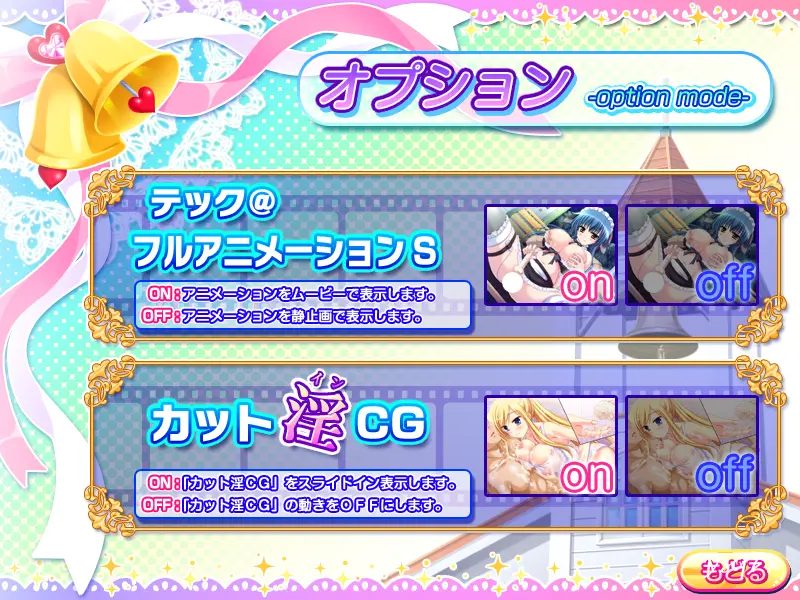 オプション -option mode-
テック@
フルアニメーションS
ON:アニメーションをムービーで表示します。
OFF:アニメーションを静止画で表示します。
on off
イン
カット淫CG
ON:「カット淫CG」をスライドイン表示します。
OFF:「カット淫CG」の動きをOFFにします。
on off
もどる